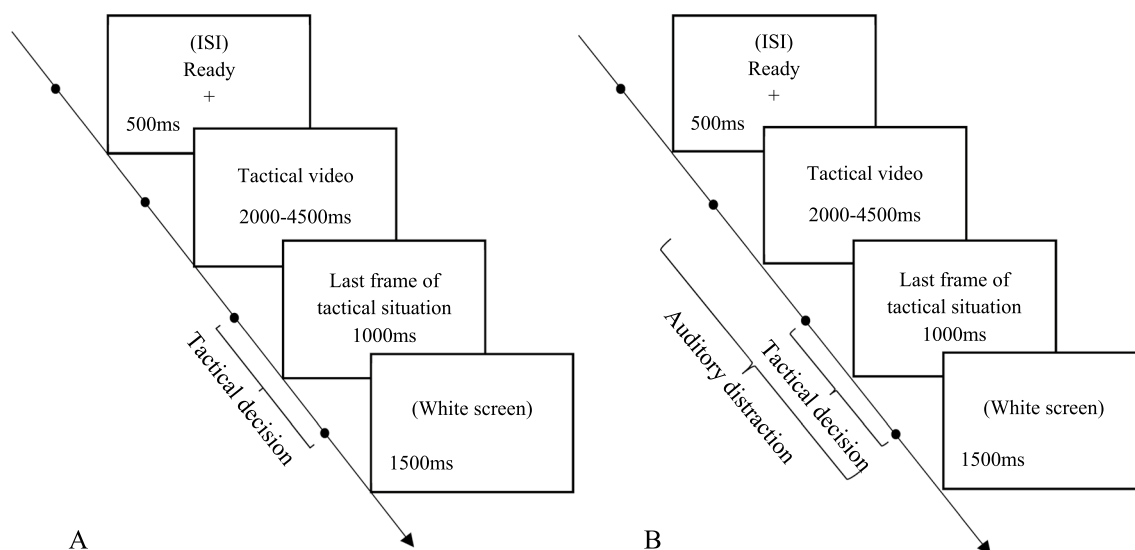 (ISI)
Ready
+
500ms
Tactical video
2000-4500ms
Last frame of
tactical situation
1000ms
(White screen)
1500ms
Tactical decision
A
(ISI)
Ready
+
500ms
Tactical video
2000-4500ms
Last frame of
tactical situation
1000ms
(White screen)
1500ms
Tactical decision
Auditory distraction
B